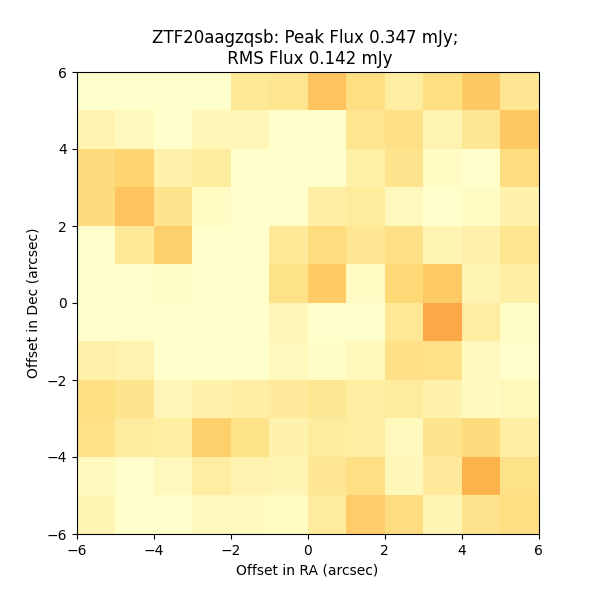 ZTF20aagzqsb: Peak Flux 0.347 mJy;
RMS Flux 0.142 mJy
6
4
2
0
−2
−4
−6
Offset in Dec (arcsec)
−6 −4 −2 0 2 4 6
Offset in RA (arcsec)